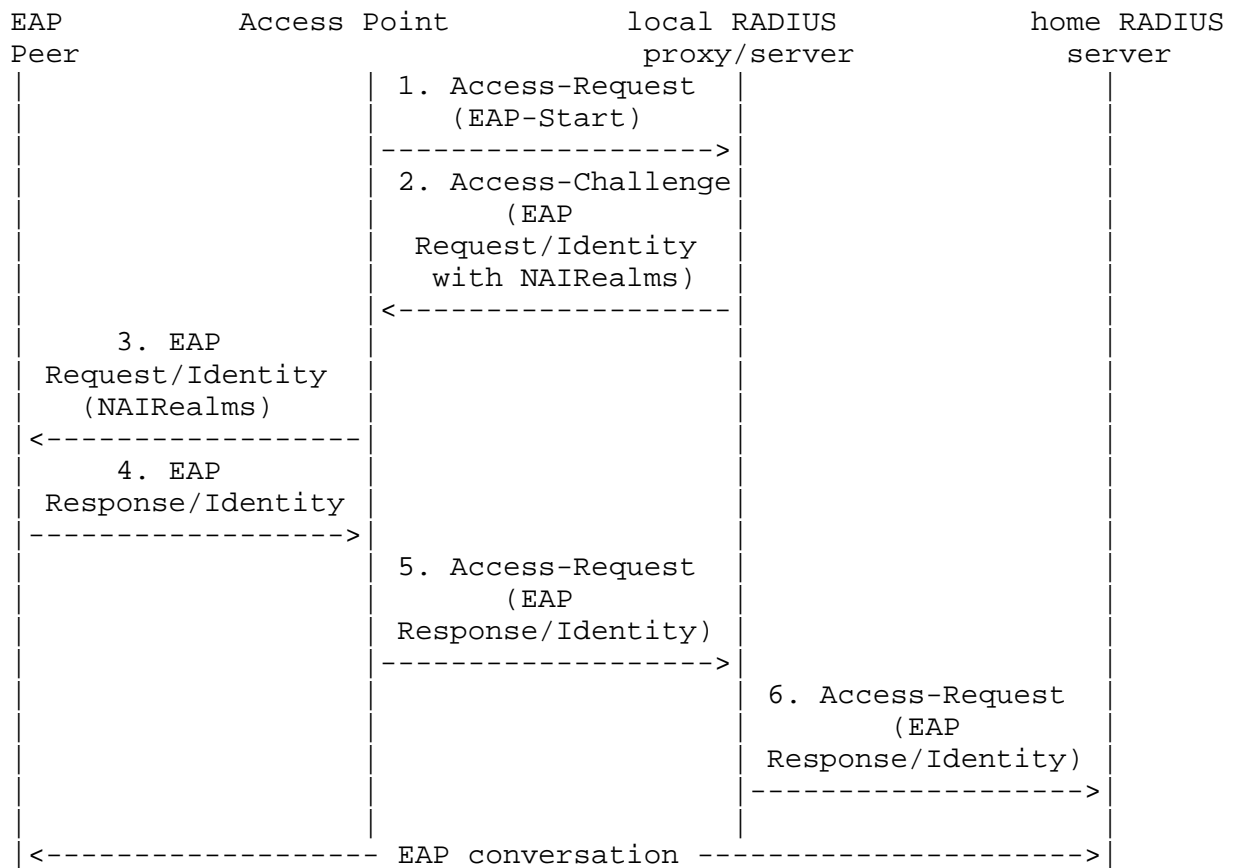 EAP Access Point local RADIUS home RADIUS
Peer proxy/server server
1. Access-Request
(EAP-Start)
2. Access-Challenge
(EAP
Request/Identity
with NAIRealms)
3. EAP
Request/Identity
(NAIRealms)
4. EAP
Response/Identity
5. Access-Request
(EAP
Response/Identity)
6. Access-Request
(EAP
Response/Identity)
EAP conversation